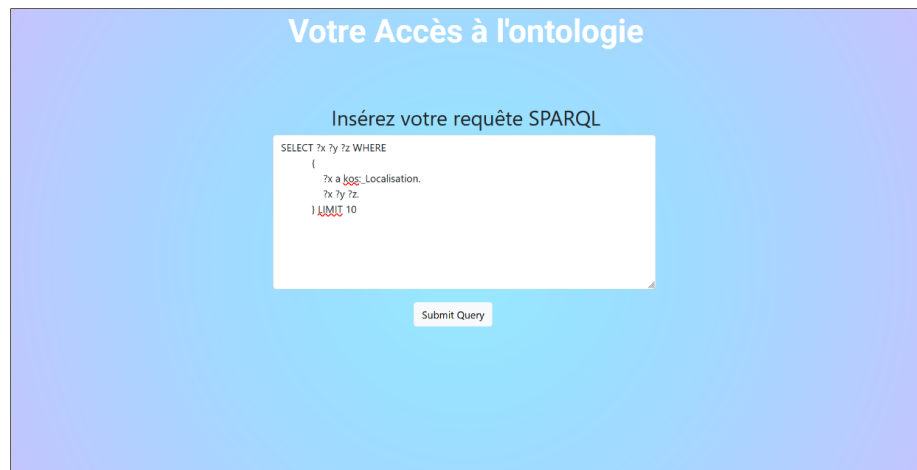 Votre Accès à l'ontologie
Insérez votre requête SPARQL
SELECT ?x ?y ?z WHERE
{
?x a kos:_Localisation.
?x ?y ?z.
} LIMIT 10
Submit Query